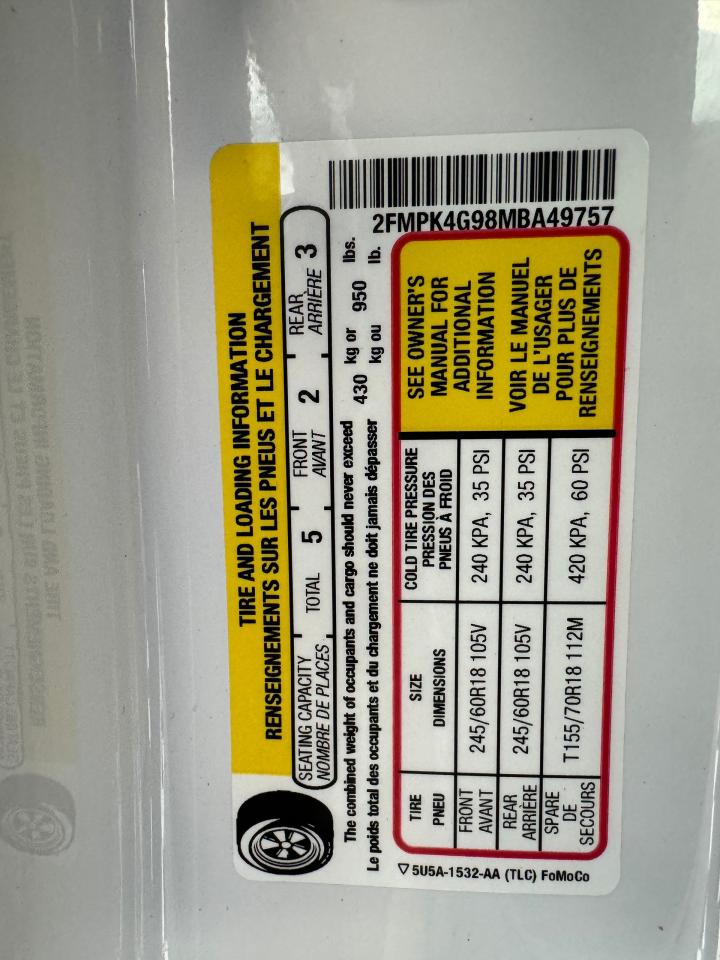 TIRE AND LOADING INFORMATION
RENSEIGNEMENTS SUR LES PNEUS ET LE CHARGEMENT
SEATING CAPACITY TOTAL 5 FRONT 2 REAR 3
NOMBRE DE PLACES AVANT ARRIÈRE
The combined weight of occupants and cargo should never exceed 430 kg or 950 lbs.
Le poids total des occupants et du chargement ne doit jamais dépasser kg ou lb.
2FMPK4G98MBA49757
TIRE SIZE COLD TIRE PRESSURE
PNEU DIMENSIONS PRESSION DES
PNEUS À FROID
FRONT
AVANT 245/60R18 105V 240 KPA, 35 PSI
REAR
ARRIÈRE 245/60R18 105V 240 KPA, 35 PSI
SPARE
DE
SECOURS T155/70R18 112M 420 KPA, 60 PSI
SEE OWNER'S
MANUAL FOR
ADDITIONAL
INFORMATION
VOIR LE MANUEL
DE L'USAGER
POUR PLUS DE
RENSEIGNEMENTS
5U5A-1532-AA (TLC) FoMoCo